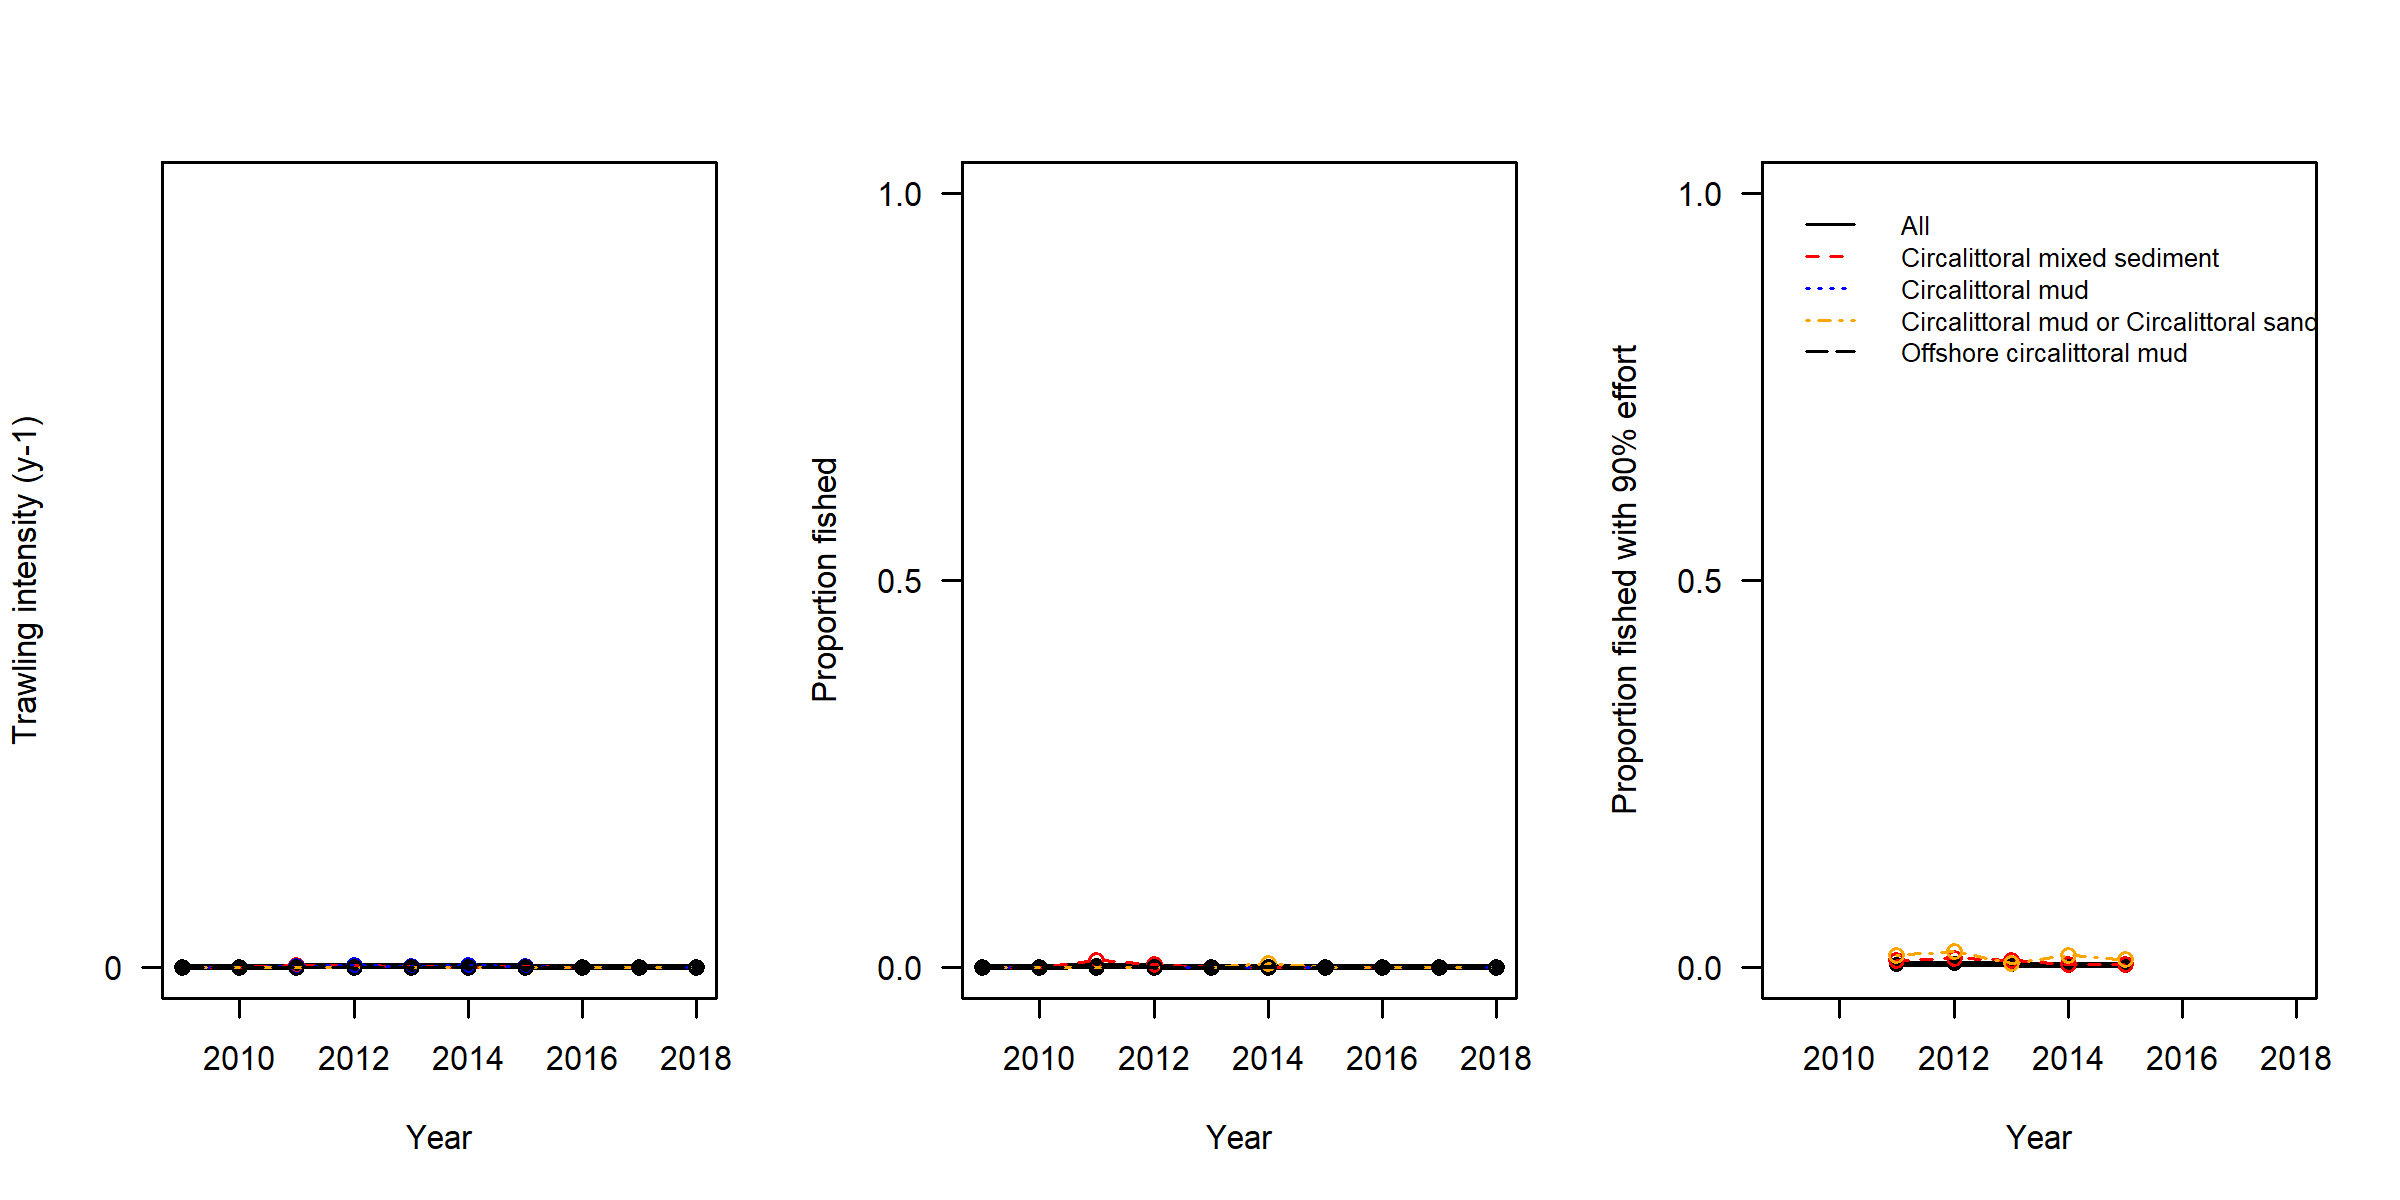 Trawling intensity (y-1)
0
2010 2012 2014 2016 2018
Year
Proportion fished
1.0
0.5
0.0
2010 2012 2014 2016 2018
Year
Proportion fished with 90% effort
1.0
0.5
0.0
All
Circalittoral mixed sediment
Circalittoral mud
Circalittoral mud or Circalittoral sand
Offshore circalittoral mud
2010 2012 2014 2016 2018
Year